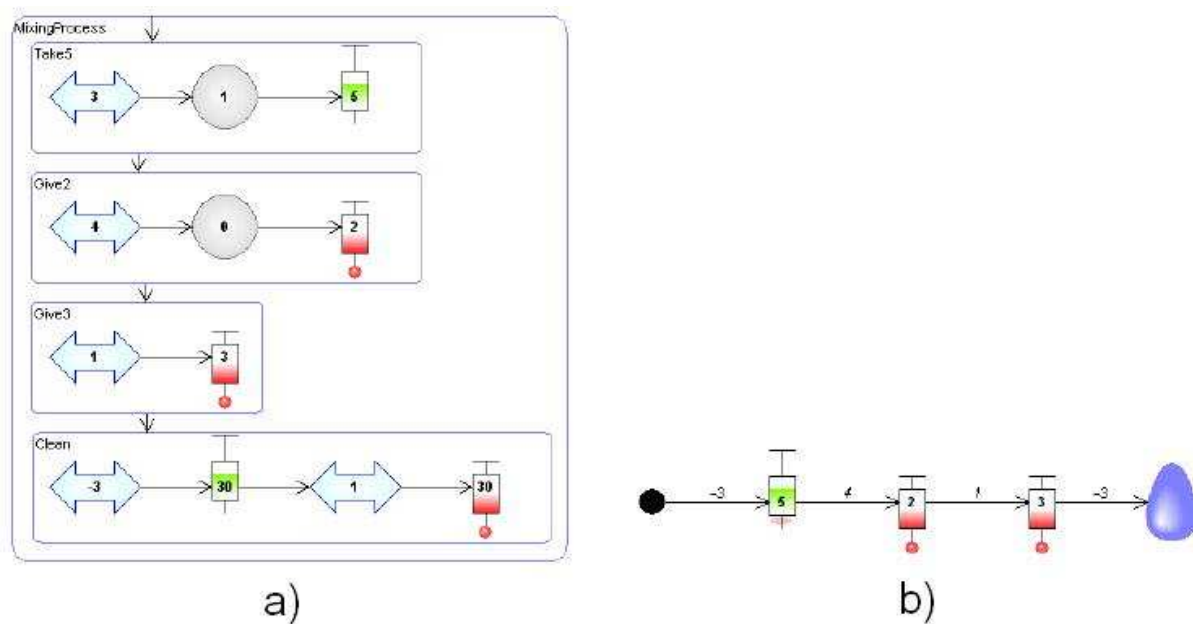 MixingProcess
Take5
3 1 5
Give2
4 0 2
Give3
1 3
Clean
-3 30 1 30
-3 5 4 2 1 3 -3
a) b)